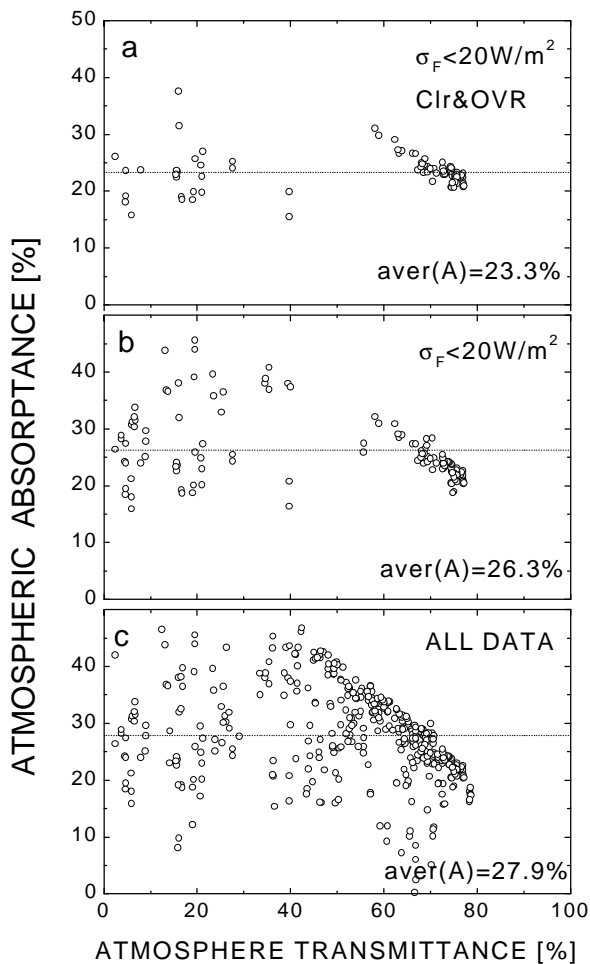 50
40
30
20
10
0
a
σF<20W/m²
Clr&OVR
aver(A)=23.3%
40
30
20
10
0
b
σF<20W/m²
aver(A)=26.3%
40
30
20
10
0
c
ALL DATA
aver(A)=27.9%
0 20 40 60 80 100
ATMOSPHERE TRANSMITTANCE [%]
ATMOSPHERIC ABSORPTANCE [%]